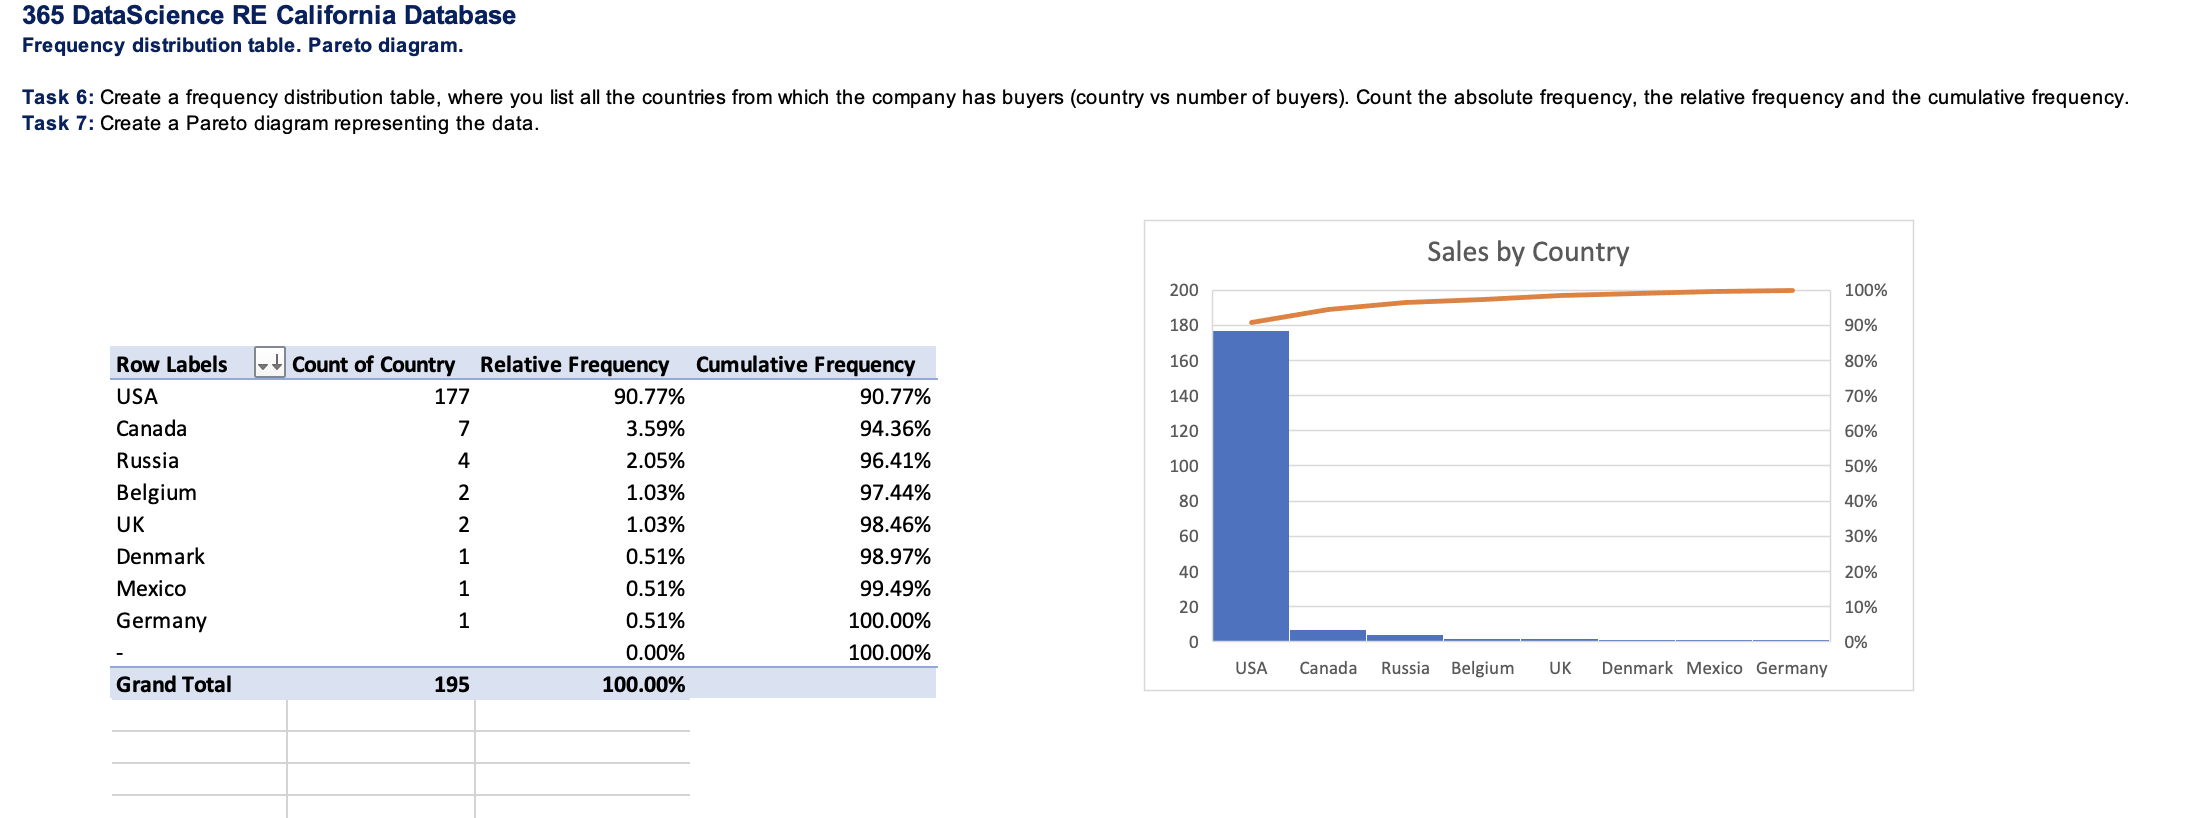 365 DataScience RE California Database
Frequency distribution table. Pareto diagram.
Task 6: Create a frequency distribution table, where you list all the countries from which the company has buyers (country vs number of buyers). Count the absolute frequency, the relative frequency and the cumulative frequency.
Task 7: Create a Pareto diagram representing the data.
Row Labels Count of Country Relative Frequency Cumulative Frequency
USA 177 90.77% 90.77%
Canada 7 3.59% 94.36%
Russia 4 2.05% 96.41%
Belgium 2 1.03% 97.44%
UK 2 1.03% 98.46%
Denmark 1 0.51% 98.97%
Mexico 1 0.51% 99.49%
Germany 1 0.51% 100.00%
- 0.00% 100.00%
Grand Total 195 100.00%
Sales by Country
200 100%
180 90%
160 80%
140 70%
120 60%
100 50%
80 40%
60 30%
40 20%
20 10%
0 0%
USA Canada Russia Belgium UK Denmark Mexico Germany